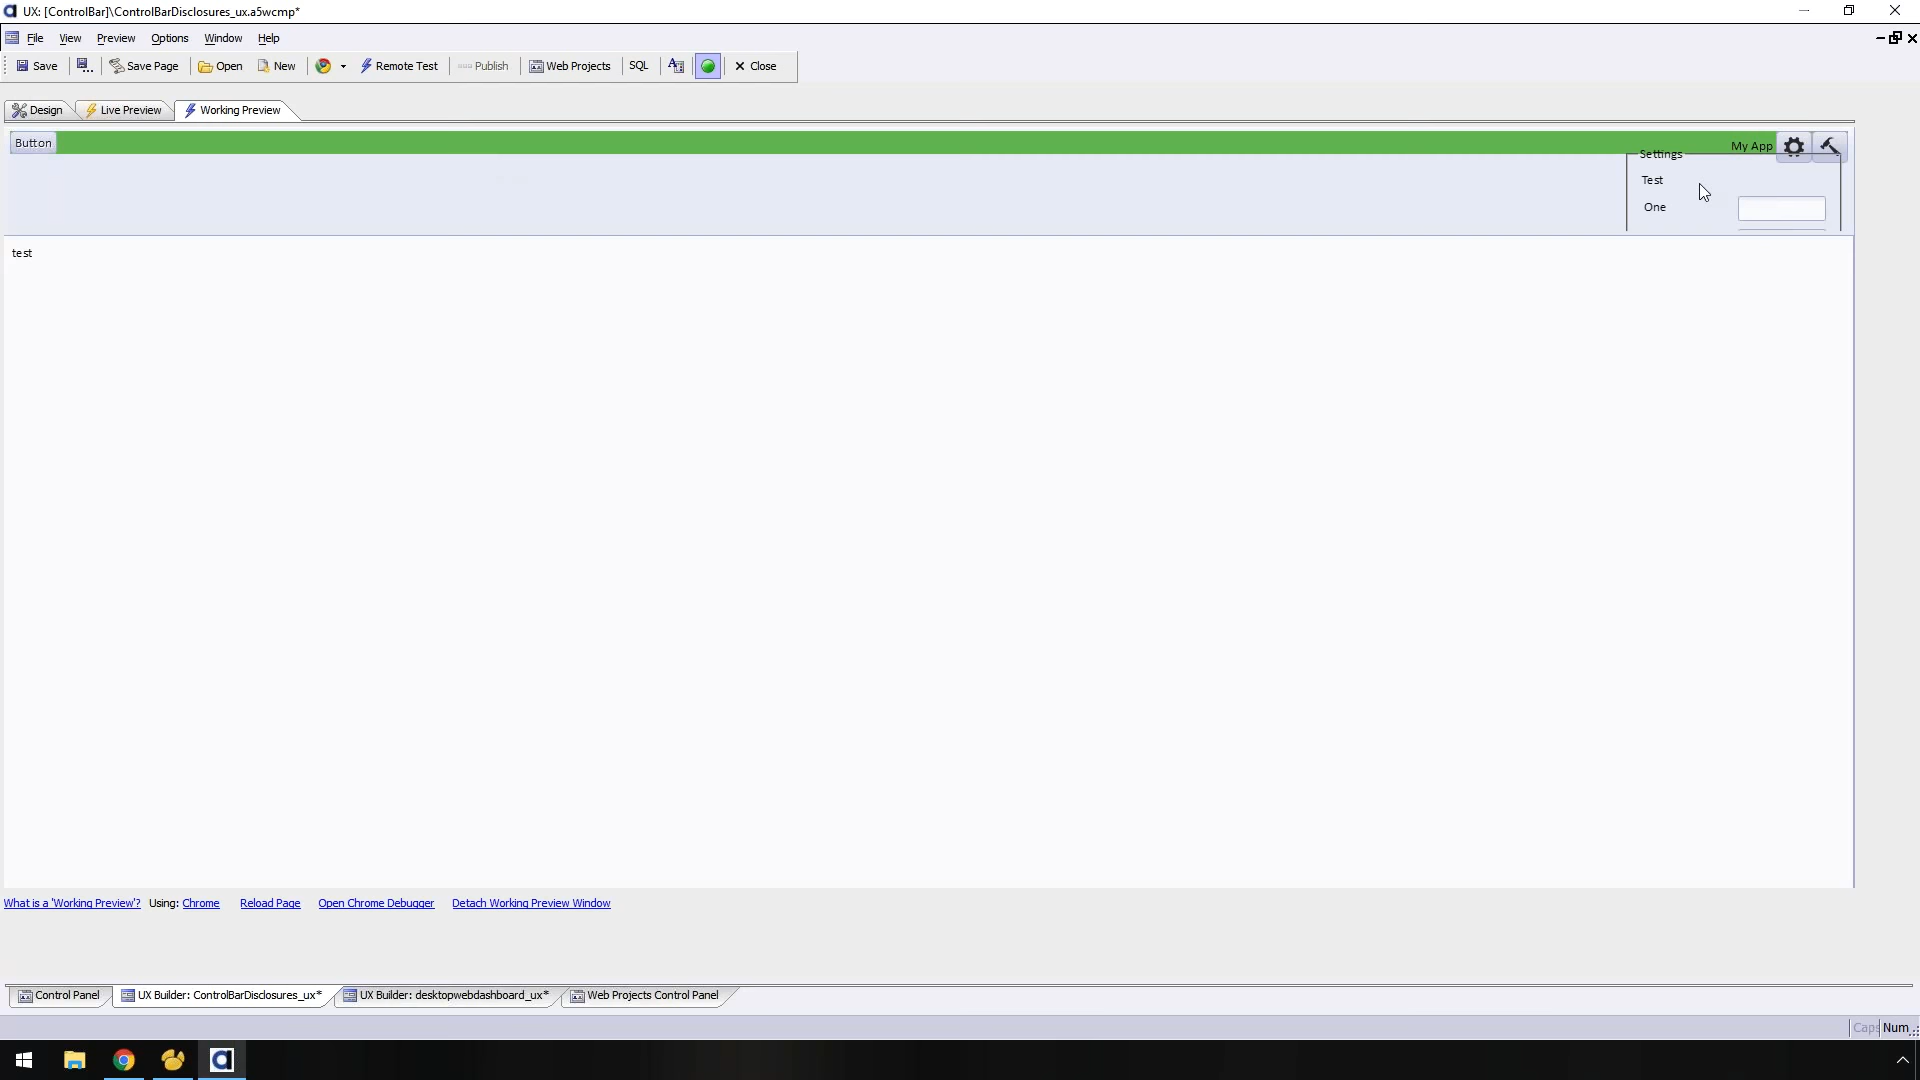 UX: [ControlBar]\ControlBarDisclosures_ux.a5wcmp*
File View Preview Options Window Help
Save Save Page Open New Remote Test Publish Web Projects SQL Close
Design Live Preview Working Preview
Button
My App
Settings
Test
One
test
What is a 'Working Preview'? Using: Chrome Reload Page Open Chrome Debugger Detach Working Preview Window
Control Panel UX Builder: ControlBarDisclosures_ux* UX Builder: desktopwebdashboard_ux* Web Projects Control Panel
Caps Num